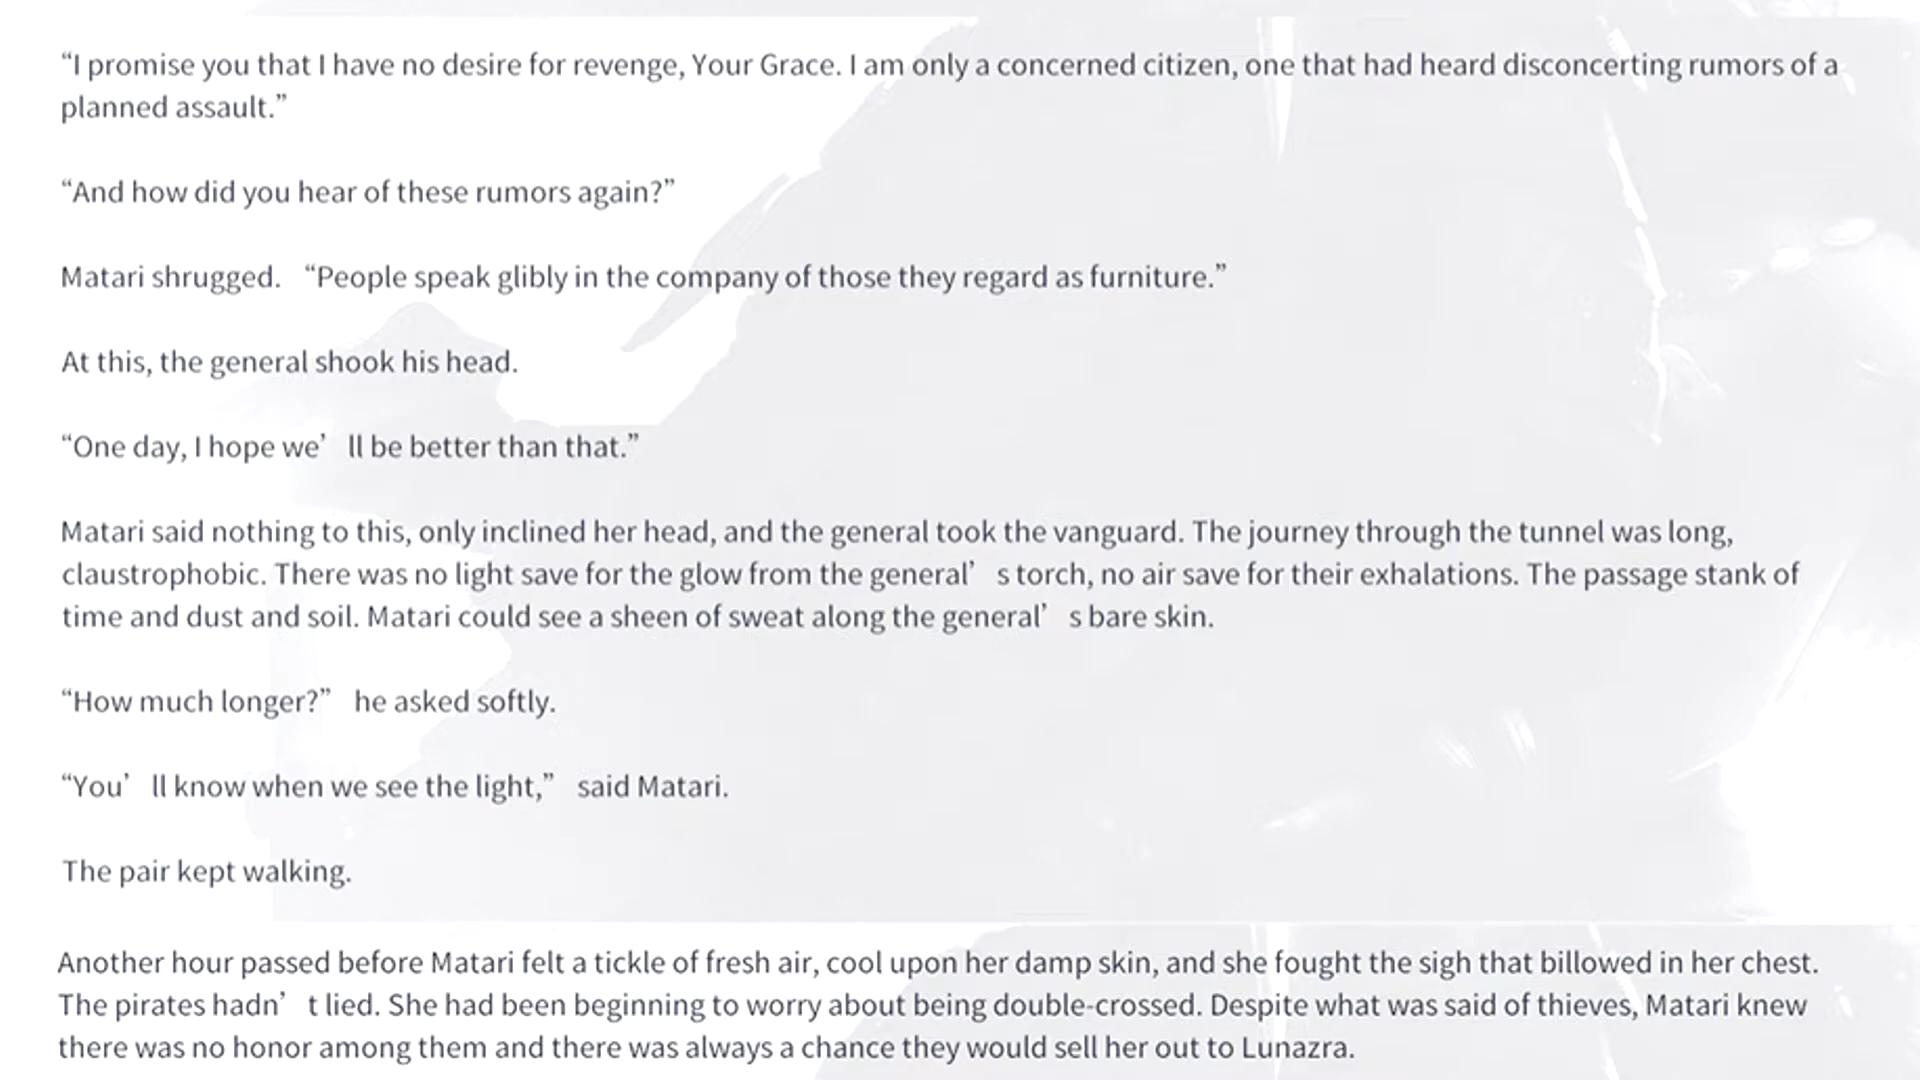 “I promise you that I have no desire for revenge, Your Grace. I am only a concerned citizen, one that had heard disconcerting rumors of a
planned assault.”
“And how did you hear of these rumors again?”
Matari shrugged. “People speak glibly in the company of those they regard as furniture.”
At this, the general shook his head.
“One day, I hope we’ ll be better than that.”
Matari said nothing to this, only inclined her head, and the general took the vanguard. The journey through the tunnel was long,
claustrophobic. There was no light save for the glow from the general’ s torch, no air save for their exhalations. The passage stank of
time and dust and soil. Matari could see a sheen of sweat along the general’ s bare skin.
“How much longer?” he asked softly.
“You’ ll know when we see the light,” said Matari.
The pair kept walking.
Another hour passed before Matari felt a tickle of fresh air, cool upon her damp skin, and she fought the sigh that billowed in her chest.
The pirates hadn’ t lied. She had been beginning to worry about being double-crossed. Despite what was said of thieves, Matari knew
there was no honor among them and there was always a chance they would sell her out to Lunazra.